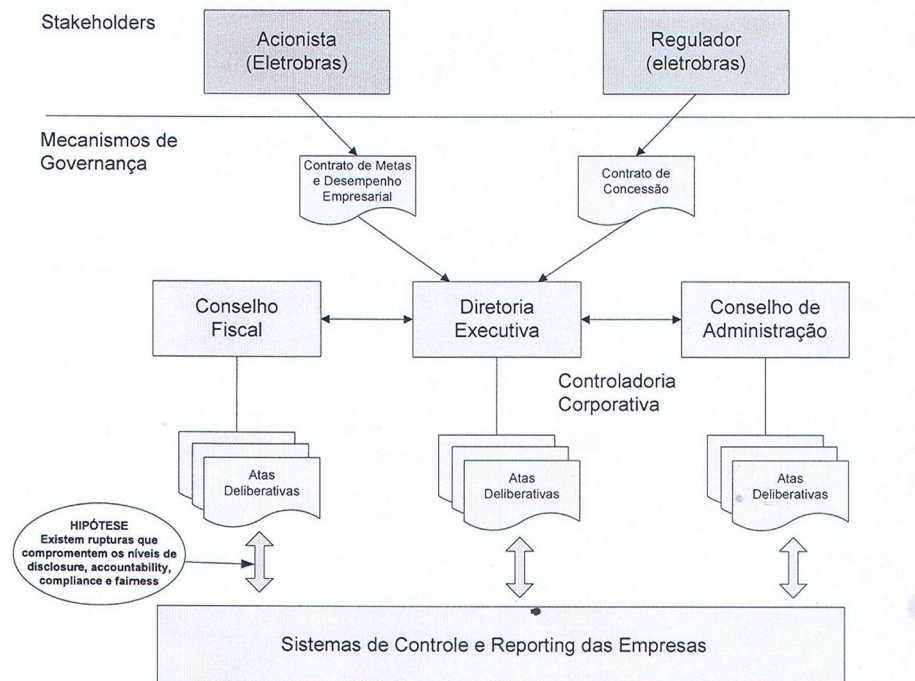 Stakeholders
Acionista
(Eletrobras)
Regulador
(eletrobras)
Mecanismos de
Governança
Contrato de Metas
e Desempenho
Empresarial
Contrato de
Concessão
Conselho
Fiscal
Diretoria
Executiva
Conselho de
Administração
Controladoria
Corporativa
Atas
Deliberativas
Atas
Deliberativas
Atas
Deliberativas
HIPÓTESE
Existem rupturas que
compromentem os níveis de
disclosure, accountability,
compliance e fairness
Sistemas de Controle e Reporting das Empresas